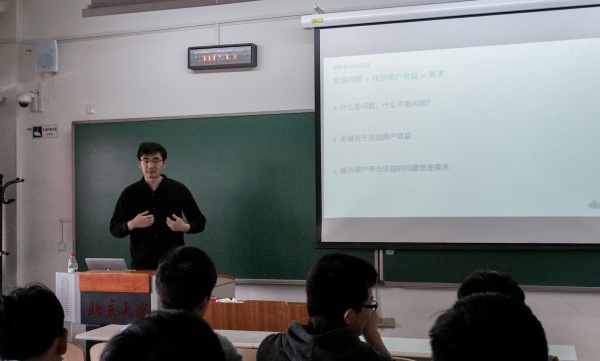 发现问题 = 找到用户收益 = 需求
什么是问题，什么不是问题？
关键在于找到用户收益
能为用户带去收益的问题就是需求
北京大学